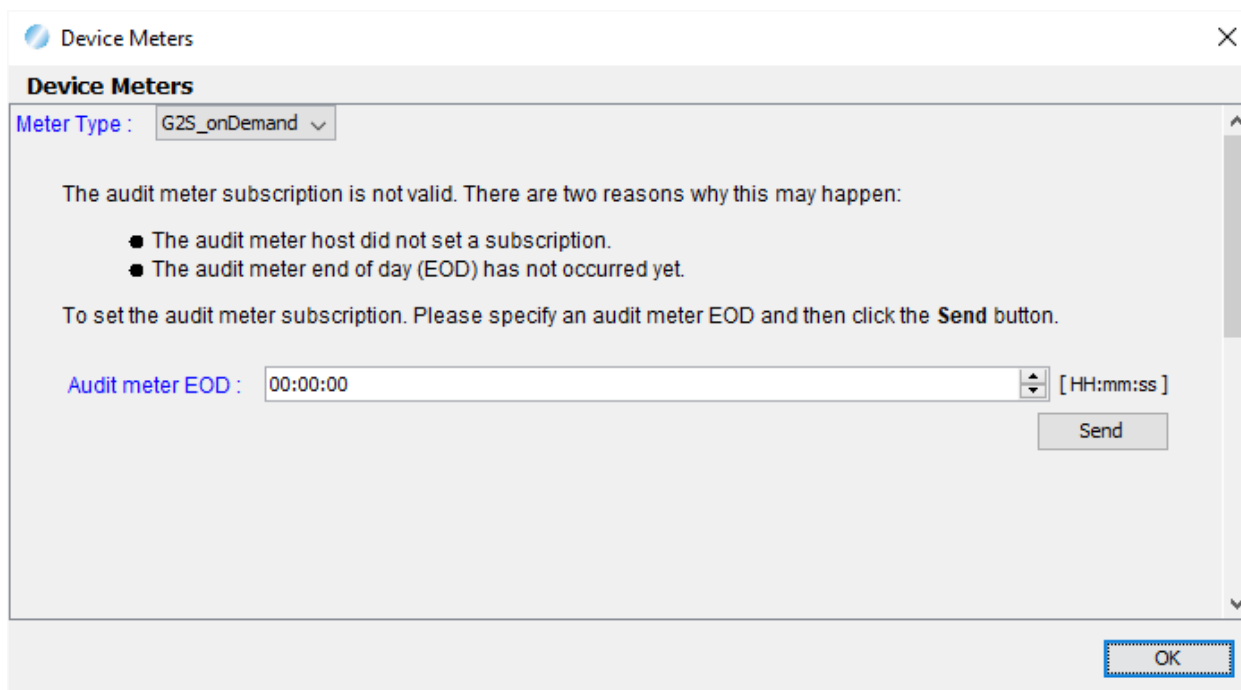 Device Meters
Device Meters
Meter Type : G2S_onDemand
The audit meter subscription is not valid. There are two reasons why this may happen:
The audit meter host did not set a subscription.
The audit meter end of day (EOD) has not occurred yet.
To set the audit meter subscription. Please specify an audit meter EOD and then click the Send button.
Audit meter EOD : 00:00:00 [ HH:mm:ss ]
Send
OK